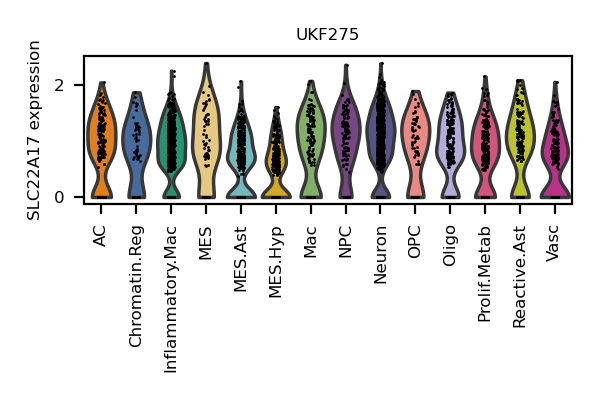 UKF275
SLC22A17 expression
2
0
AC
Chromatin.Reg
Inflammatory.Mac
MES
MES.Ast
MES.Hyp
Mac
NPC
Neuron
OPC
Oligo
Prolif.Metab
Reactive.Ast
Vasc